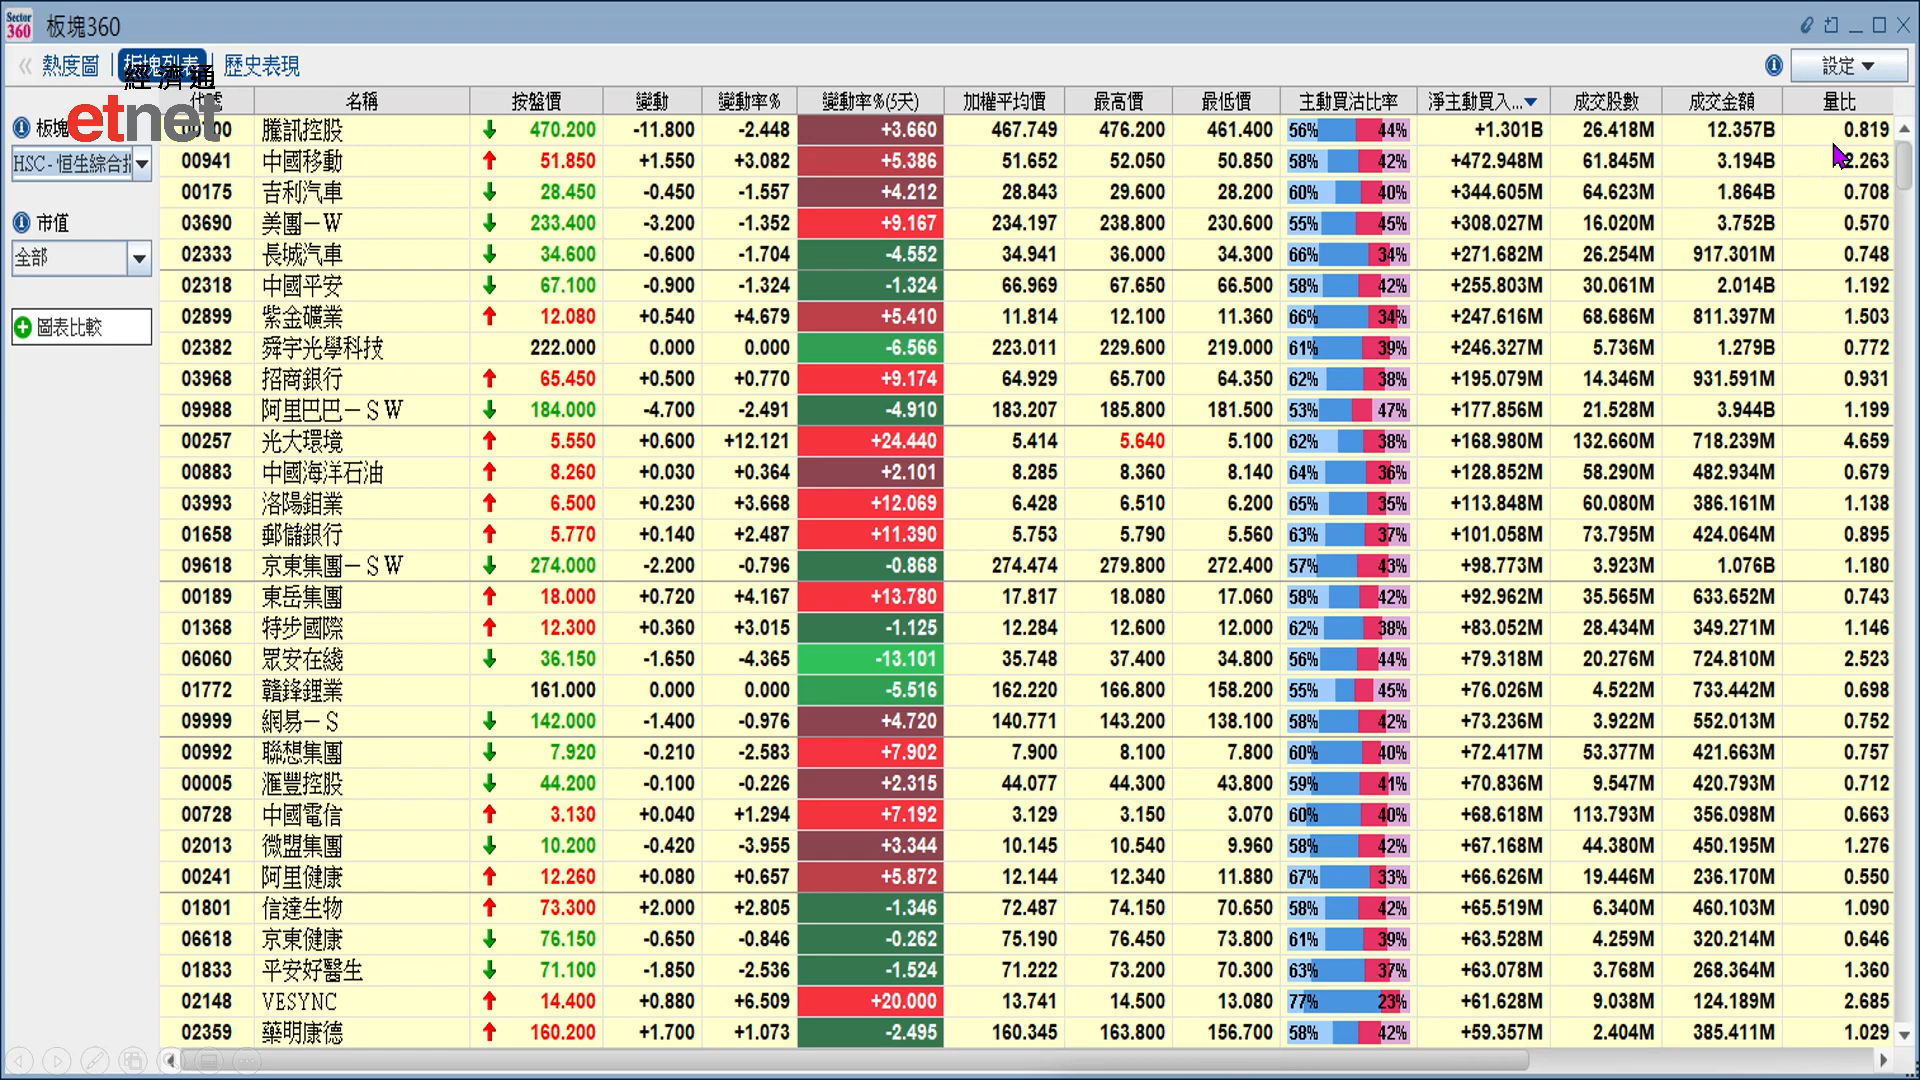 Sector 360 板塊360
熱度圖 板塊列表 歷史表現 設定
經濟通
etnet
板塊
HSC - 恒生綜合指
市值
全部
圖表比較
名稱 按盤價 變動 變動率% 變動率%(5天) 加權平均價 最高價 最低價 主動買沽比率 淨主動買入... 成交股數 成交金額 量比
00700 騰訊控股 470.200 -11.800 -2.448 +3.660 467.749 476.200 461.400 56% 44% +1.301B 26.418M 12.357B 0.819
00941 中國移動 51.850 +1.550 +3.082 +5.386 51.652 52.050 50.850 58% 42% +472.948M 61.845M 3.194B 2.263
00175 吉利汽車 28.450 -0.450 -1.557 +4.212 28.843 29.600 28.200 60% 40% +344.605M 64.623M 1.864B 0.708
03690 美團－W 233.400 -3.200 -1.352 +9.167 234.197 238.800 230.600 55% 45% +308.027M 16.020M 3.752B 0.570
02333 長城汽車 34.600 -0.600 -1.704 -4.552 34.941 36.000 34.300 66% 34% +271.682M 26.254M 917.301M 0.748
02318 中國平安 67.100 -0.900 -1.324 -1.324 66.969 67.650 66.500 58% 42% +255.803M 30.061M 2.014B 1.192
02899 紫金礦業 12.080 +0.540 +4.679 +5.410 11.814 12.100 11.360 66% 34% +247.616M 68.686M 811.397M 1.503
02382 舜宇光學科技 222.000 0.000 0.000 -6.566 223.011 229.600 219.000 61% 39% +246.327M 5.736M 1.279B 0.772
03968 招商銀行 65.450 +0.500 +0.770 +9.174 64.929 65.700 64.350 62% 38% +195.079M 14.346M 931.591M 0.931
09988 阿里巴巴－ＳＷ 184.000 -4.700 -2.491 -4.910 183.207 185.800 181.500 53% 47% +177.856M 21.528M 3.944B 1.199
00257 光大環境 5.550 +0.600 +12.121 +24.440 5.414 5.640 5.100 62% 38% +168.980M 132.660M 718.239M 4.659
00883 中國海洋石油 8.260 +0.030 +0.364 +2.101 8.285 8.360 8.140 64% 36% +128.852M 58.290M 482.934M 0.679
03993 洛陽鉬業 6.500 +0.230 +3.668 +12.069 6.428 6.510 6.200 65% 35% +113.848M 60.080M 386.161M 1.138
01658 郵儲銀行 5.770 +0.140 +2.487 +11.390 5.753 5.790 5.560 63% 37% +101.058M 73.795M 424.064M 0.895
09618 京東集團－ＳＷ 274.000 -2.200 -0.796 -0.868 274.474 279.800 272.400 57% 43% +98.773M 3.923M 1.076B 1.180
00189 東岳集團 18.000 +0.720 +4.167 +13.780 17.817 18.080 17.060 58% 42% +92.962M 35.565M 633.652M 0.743
01368 特步國際 12.300 +0.360 +3.015 -1.125 12.284 12.600 12.000 62% 38% +83.052M 28.434M 349.271M 1.146
06060 眾安在綫 36.150 -1.650 -4.365 -13.101 35.748 37.400 34.800 56% 44% +79.318M 20.276M 724.810M 2.523
01772 贛鋒鋰業 161.000 0.000 0.000 -5.516 162.220 166.800 158.200 55% 45% +76.026M 4.522M 733.442M 0.698
09999 網易－Ｓ 142.000 -1.400 -0.976 +4.720 140.771 143.200 138.100 58% 42% +73.236M 3.922M 552.013M 0.752
00992 聯想集團 7.920 -0.210 -2.583 +7.902 7.900 8.100 7.800 60% 40% +72.417M 53.377M 421.663M 0.757
00005 滙豐控股 44.200 -0.100 -0.226 +2.315 44.077 44.300 43.800 59% 41% +70.836M 9.547M 420.793M 0.712
00728 中國電信 3.130 +0.040 +1.294 +7.192 3.129 3.150 3.070 60% 40% +68.618M 113.793M 356.098M 0.663
02013 微盟集團 10.200 -0.420 -3.955 +3.344 10.145 10.540 9.960 58% 42% +67.168M 44.380M 450.195M 1.276
00241 阿里健康 12.260 +0.080 +0.657 +5.872 12.144 12.340 11.880 67% 33% +66.626M 19.446M 236.170M 0.550
01801 信達生物 73.300 +2.000 +2.805 -1.346 72.487 74.150 70.650 58% 42% +65.519M 6.340M 460.103M 1.090
06618 京東健康 76.150 -0.650 -0.846 -0.262 75.190 76.450 73.800 61% 39% +63.528M 4.259M 320.214M 0.646
01833 平安好醫生 71.100 -1.850 -2.536 -1.524 71.222 73.200 70.300 63% 37% +63.078M 3.768M 268.364M 1.360
02148 VESYNC 14.400 +0.880 +6.509 +20.000 13.741 14.500 13.080 77% 23% +61.628M 9.038M 124.189M 2.685
02359 藥明康德 160.200 +1.700 +1.073 -2.495 160.345 163.800 156.700 58% 42% +59.357M 2.404M 385.411M 1.029